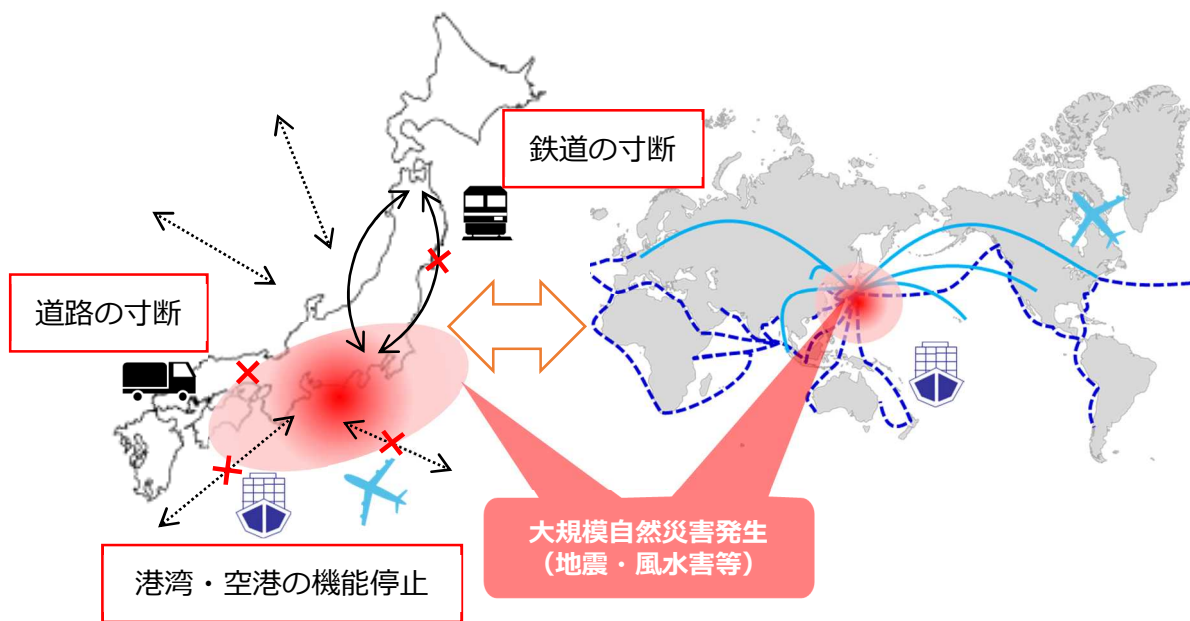 鉄道の寸断
道路の寸断
港湾・空港の機能停止
大規模自然災害発生
（地震・風水害等）